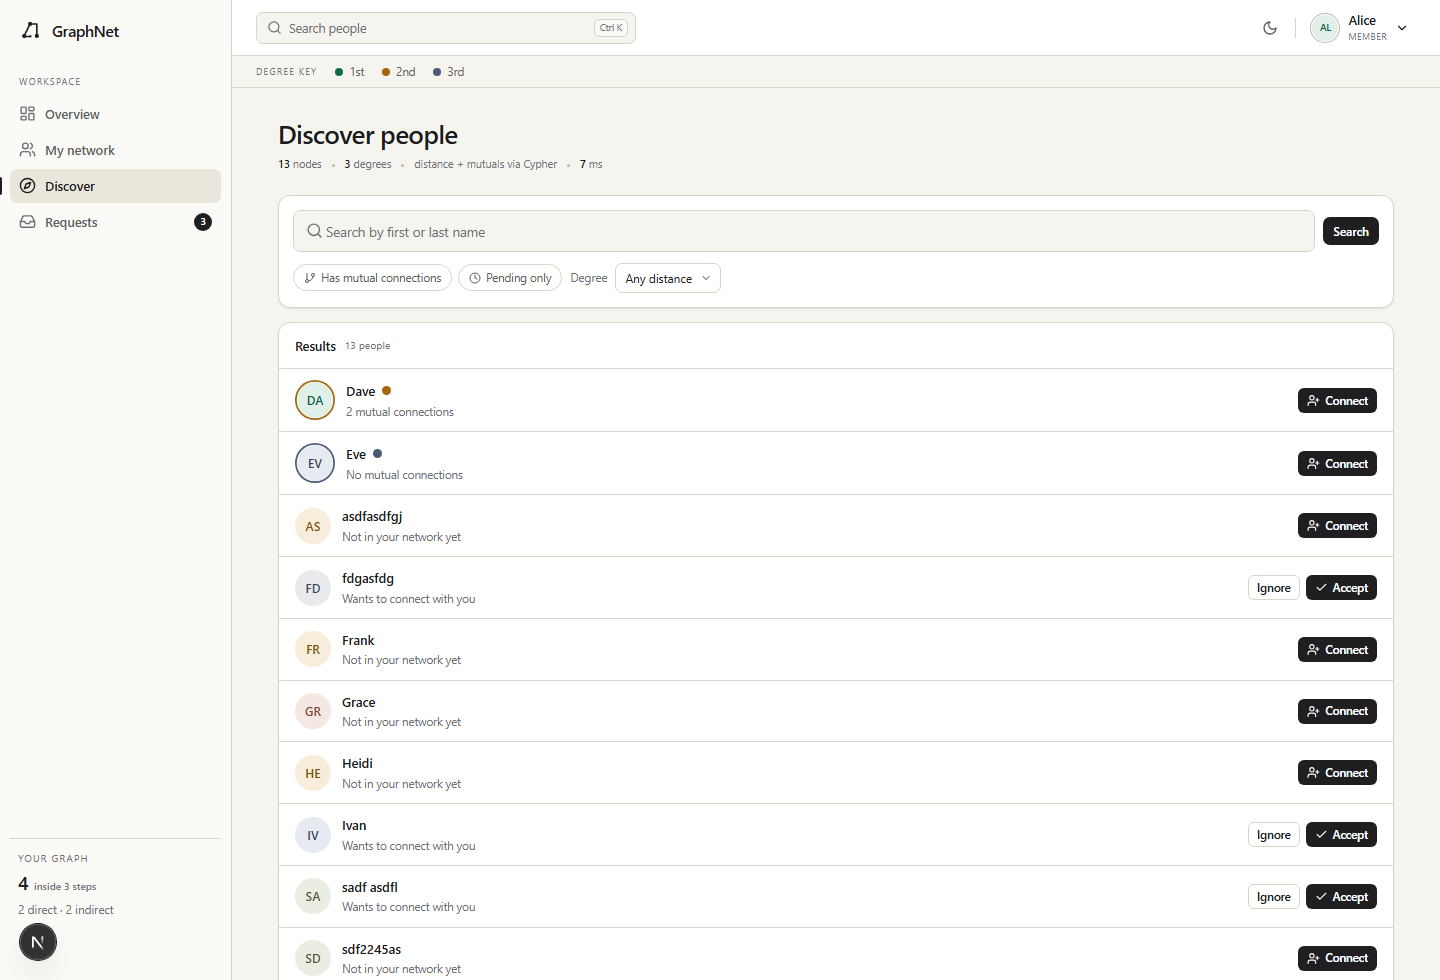 GraphNet
Search people
Ctrl K
AL
Alice
MEMBER
WORKSPACE
Overview
My network
Discover
Requests
3
DEGREE KEY
1st
2nd
3rd
Discover people
13 nodes • 3 degrees • distance + mutuals via Cypher • 7 ms
Search by first or last name
Search
Has mutual connections
Pending only
Degree
Any distance
Results 13 people
DA
Dave
2 mutual connections
Connect
EV
Eve
No mutual connections
Connect
AS
asdfasdfgj
Not in your network yet
Connect
FD
fdgasfdg
Wants to connect with you
Ignore
Accept
FR
Frank
Not in your network yet
Connect
GR
Grace
Not in your network yet
Connect
HE
Heidi
Not in your network yet
Connect
IV
Ivan
Wants to connect with you
Ignore
Accept
SA
sadf asdfl
Wants to connect with you
Ignore
Accept
SD
sdf2245as
Not in your network yet
Connect
YOUR GRAPH
4 inside 3 steps
2 direct · 2 indirect
N